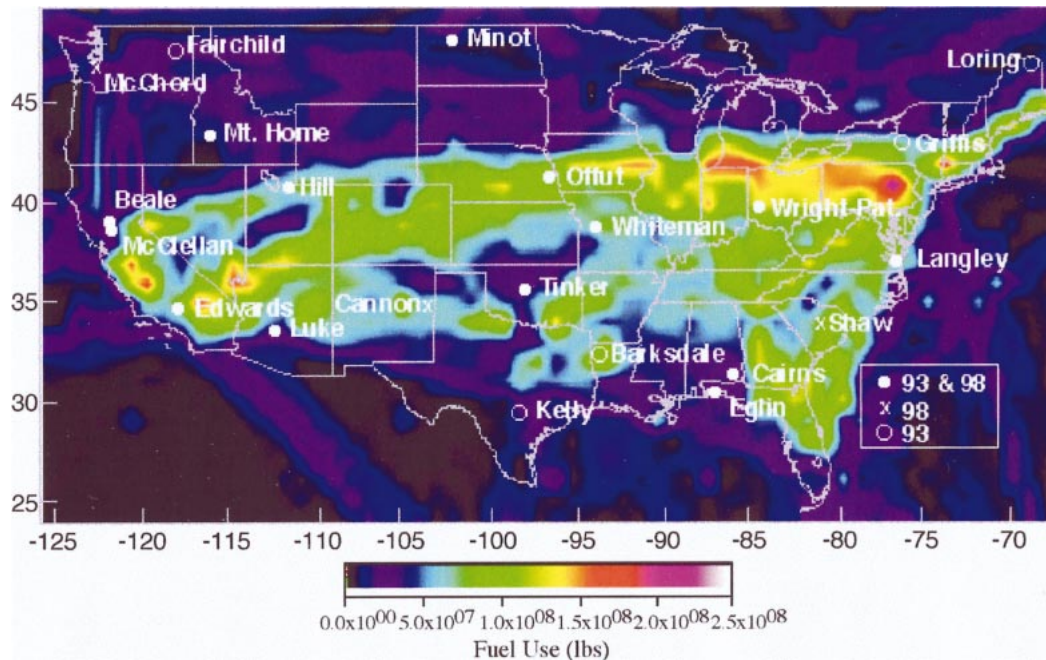 Fairchild
Minot
Loring
McChord
45
Mt. Home
Griffis
Hill
Offut
40
Beale
Wright-Pat.
Whiteman
McClellan
Langley
35
Edwards
Cannonx
Tinker
xShaw
Luke
Barksdale
Cairns
93 & 98
30
Kelly
Eglin
x 98
93
25
-125 -120 -115 -110 -105 -100 -95 -90 -85 -80 -75 -70
0.0x10⁰⁰ 5.0x10⁰⁷ 1.0x10⁰⁸ 1.5x10⁰⁸ 2.0x10⁰⁸ 2.5x10⁰⁸
Fuel Use (lbs)